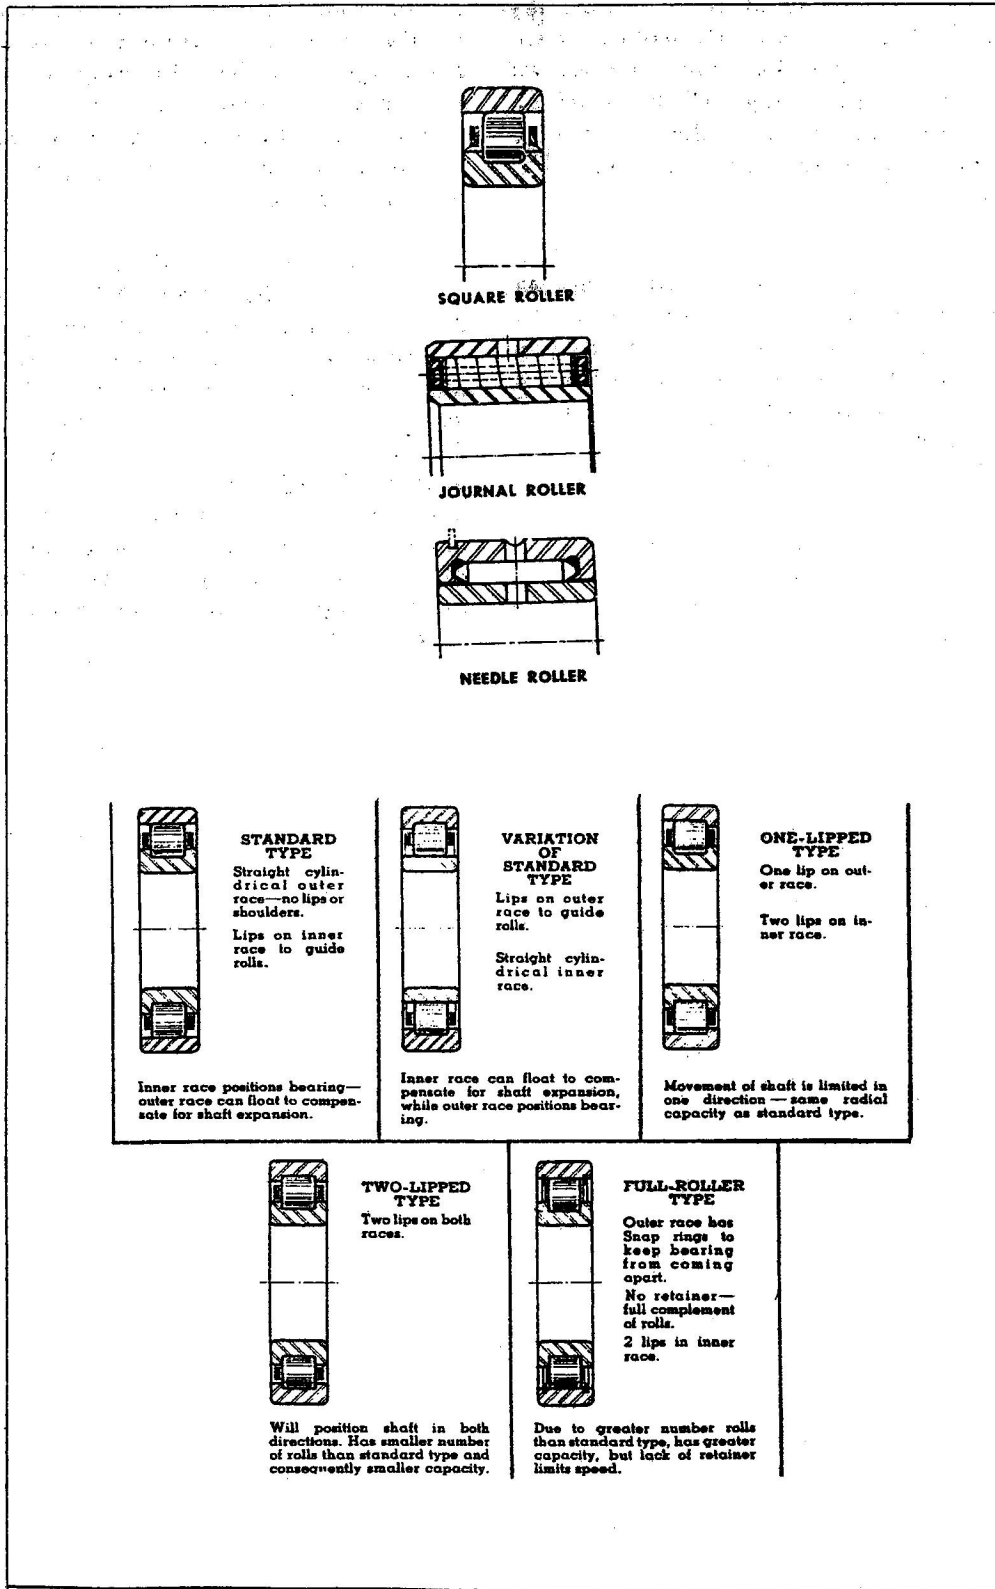 SQUARE ROLLER
JOURNAL ROLLER
NEEDLE ROLLER
STANDARD
TYPE
Straight cylin-
drical outer
race—no lips or
shoulders.
Lips on inner
race to guide
rolls.
Inner race positions bearing—
outer race can float to compen-
sate for shaft expansion.
VARIATION
OF
STANDARD
TYPE
Lips on outer
race to guide
rolls.
Straight cylin-
drical inner
race.
Inner race can float to com-
pensate for shaft expansion,
while outer race positions bear-
ing.
ONE-LIPPED
TYPE
One lip on out-
er race.
Two lips on in-
ner race.
Movement of shaft is limited in
one direction — same radial
capacity as standard type.
TWO-LIPPED
TYPE
Two lips on both
races.
Will position shaft in both
directions. Has smaller number
of rolls than standard type and
consequently smaller capacity.
FULL-ROLLER
TYPE
Outer race has
Snap rings to
keep bearing
from coming
apart.
No retainer—
full complement
of rolls.
2 lips in inner
race.
Due to greater number rolls
than standard type, has greater
capacity, but lack of retainer
limits speed.